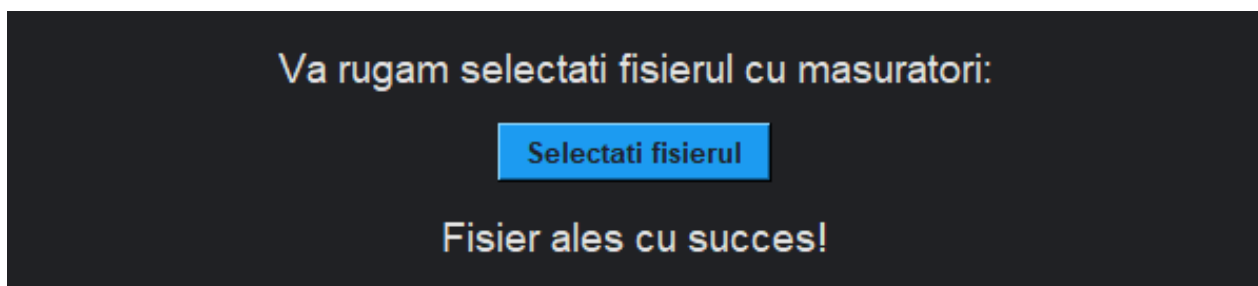 Va rugam selectati fisierul cu masuratori:
Selectati fisierul
Fisier ales cu succes!